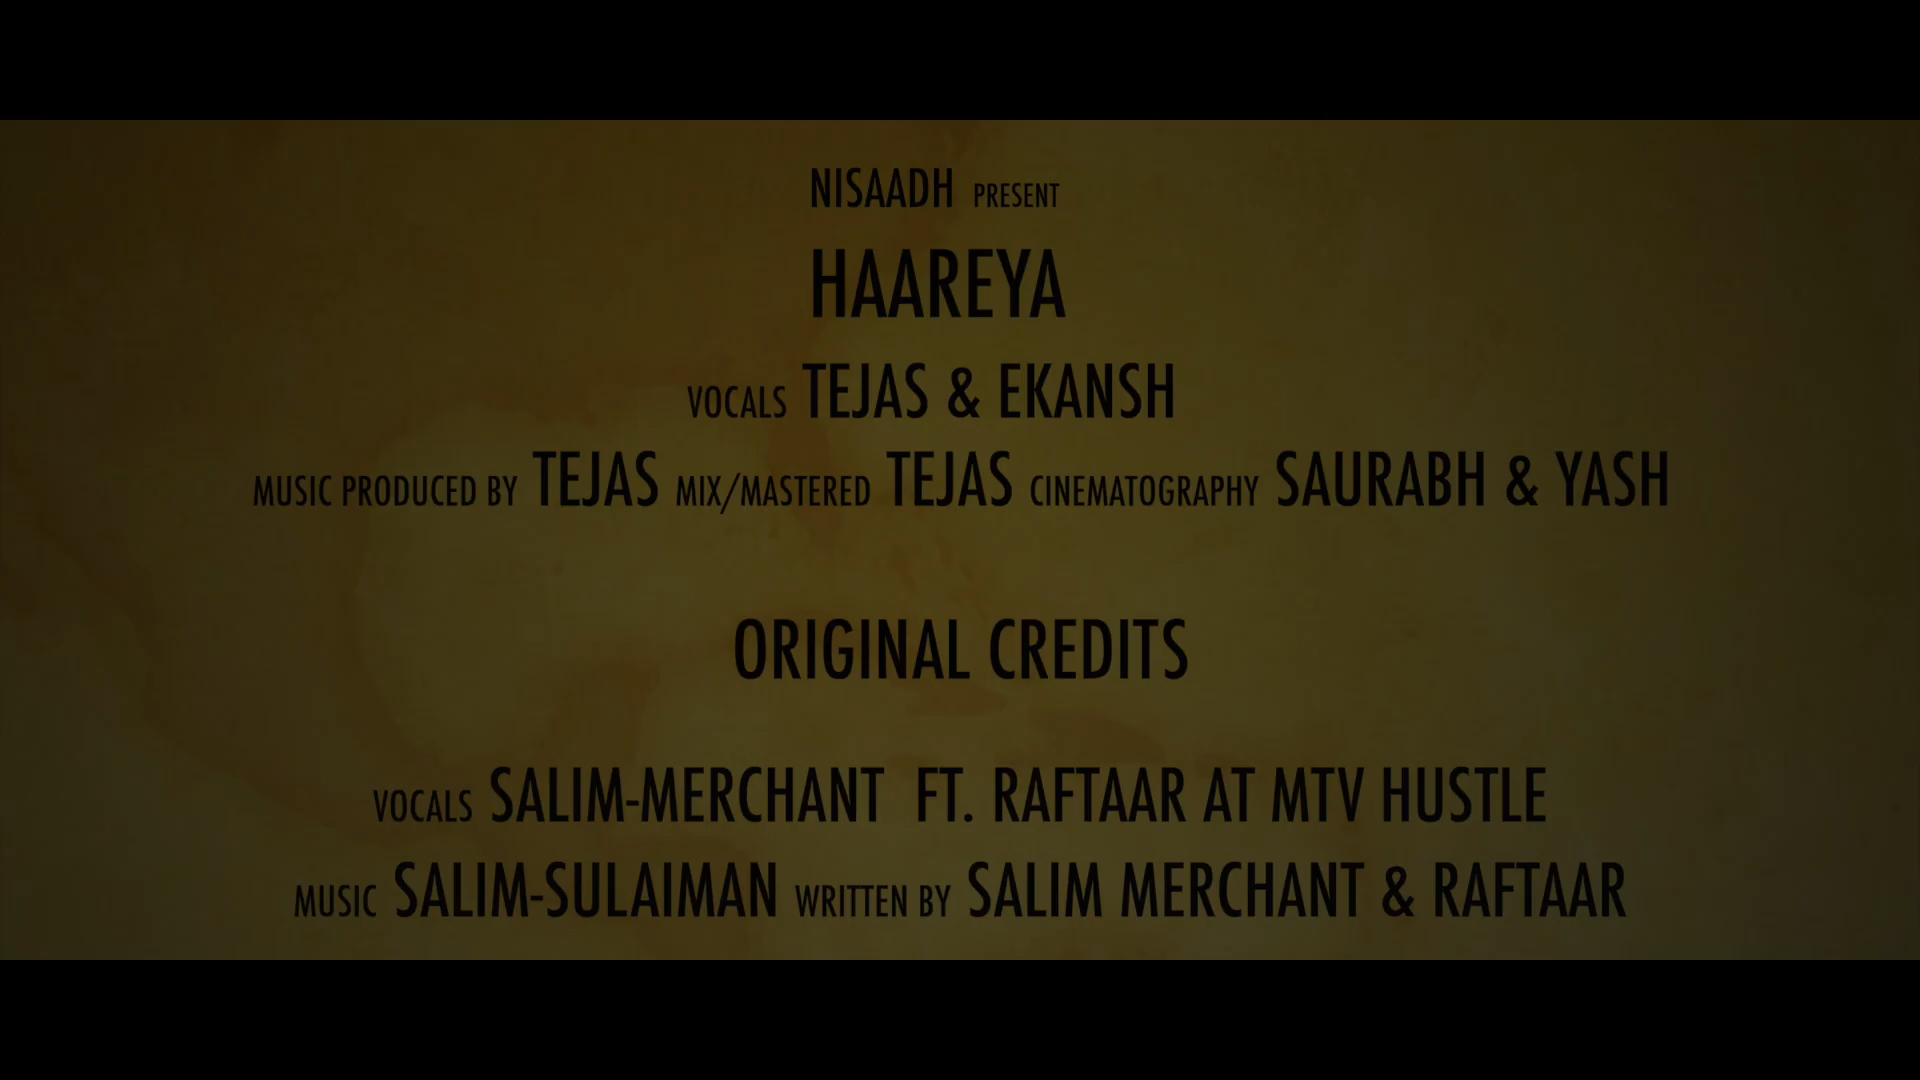 NISAADH PRESENT
HAAREYA
VOCALS TEJAS & EKANSH
MUSIC PRODUCED BY TEJAS MIX/MASTERED TEJAS CINEMATOGRAPHY SAURABH & YASH
ORIGINAL CREDITS
VOCALS SALIM-MERCHANT FT. RAFTAAR AT MTV HUSTLE
MUSIC SALIM-SULAIMAN WRITTEN BY SALIM MERCHANT & RAFTAAR